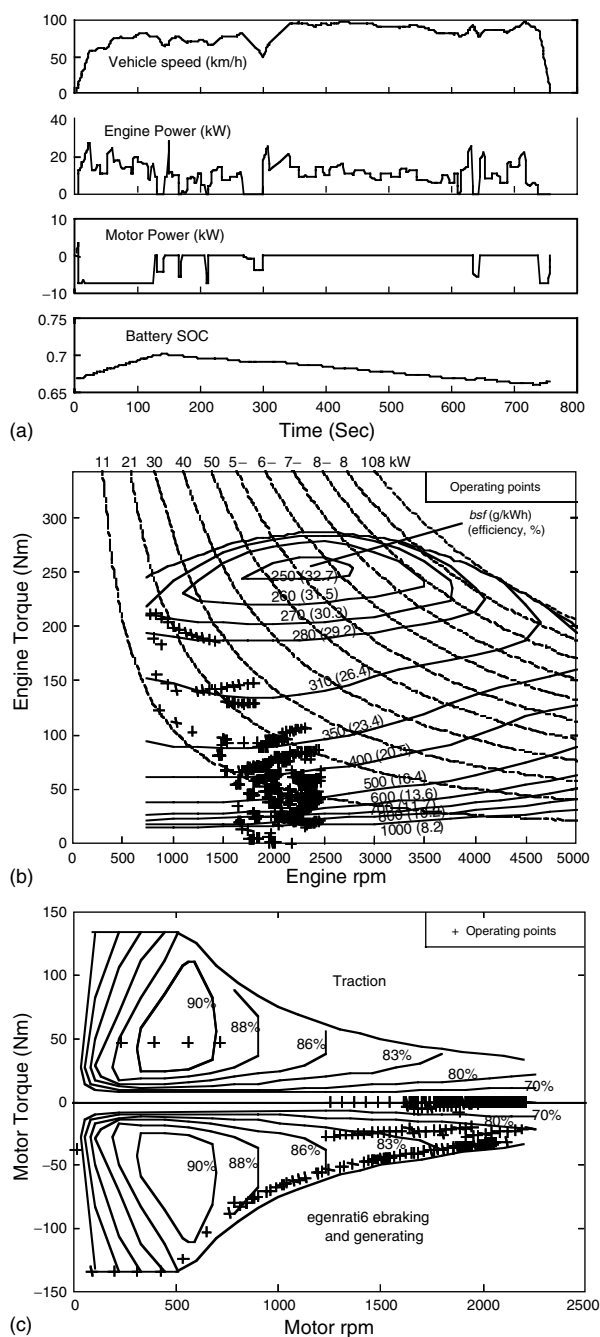 100
50
0
Vehicle speed (km/h)
40
20
0
Engine Power (kW)
10
0
−10
Motor Power (kW)
0.75
0.7
0.65
Battery SOC
0 100 200 300 400 500 600 700 800
(a) Time (Sec)
11 21 30 40 50 5– 6– 7– 8– 8 108 kW
Operating points
bsf (g/kWh)
(efficiency, %)
300
250
200
150
100
50
0
Engine Torque (Nm)
250 (32.7)
260 (31.5)
270 (30.3)
280 (29.2)
310 (26.4)
350 (23.4)
500 (16.4)
600 (13.6)
1000 (8.2)
0 500 1000 1500 2000 2500 3000 3500 4000 4500 5000
(b) Engine rpm
+ Operating points
150
100
50
0
−50
−100
−150
Motor Torque (Nm)
Traction
90%
88%
86%
83%
80%
70%
70%
80%
83%
86%
88%
90%
egenrati6 ebraking
and generating
0 500 1000 1500 2000 2500
(c) Motor rpm